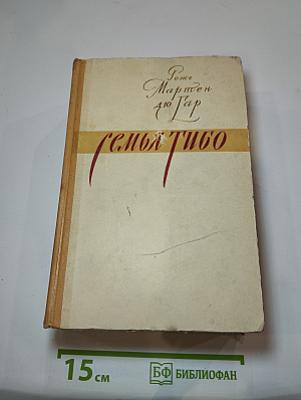 Роже
Мартен
дю Гар
Семья Тибо
15 см
БФ БИБЛИОФАН